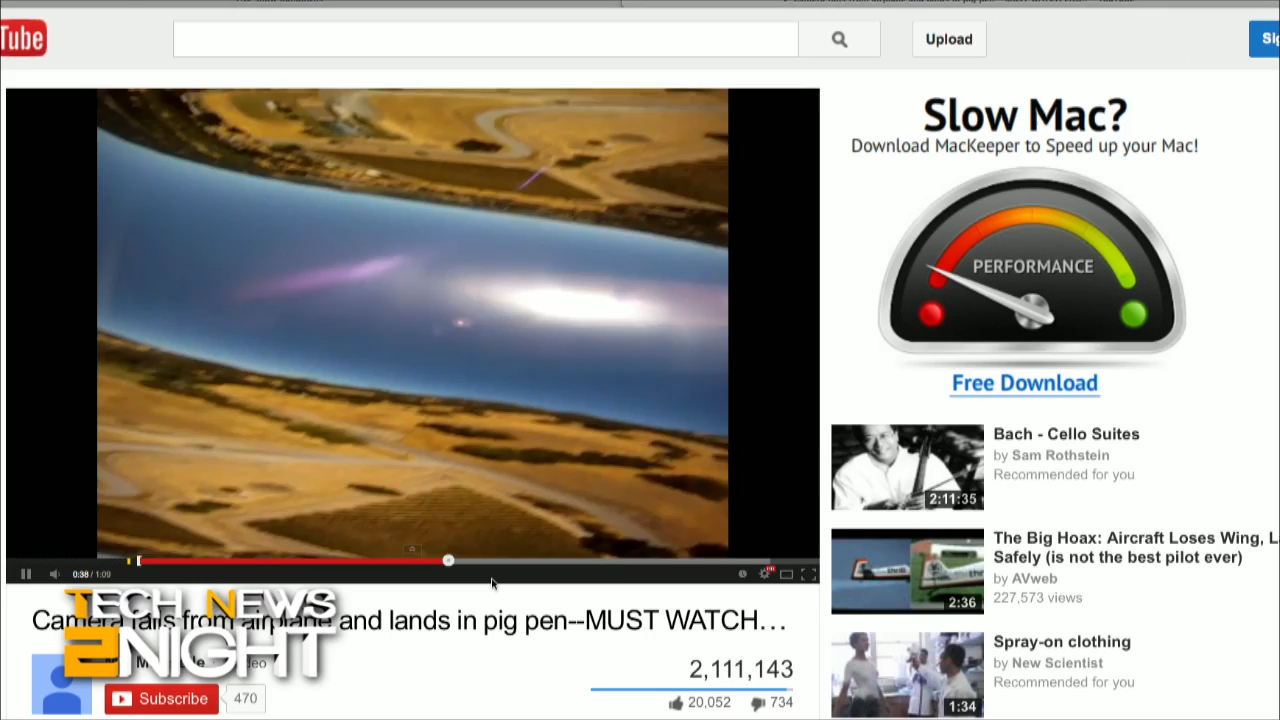 Tube
Upload
Slow Mac?
Download MacKeeper to Speed up your Mac!
PERFORMANCE
Free Download
Bach - Cello Suites
by Sam Rothstein
Recommended for you
2:11:35
The Big Hoax: Aircraft Loses Wing, L
Safely (is not the best pilot ever)
by AVweb
227,573 views
2:36
Spray-on clothing
by New Scientist
Recommended for you
1:34
0:38 / 1:09
Camera falls from airplane and lands in pig pen--MUST WATCH...
TECH NEWS
2NIGHT
Subscribe
470
2,111,143
20,052
734